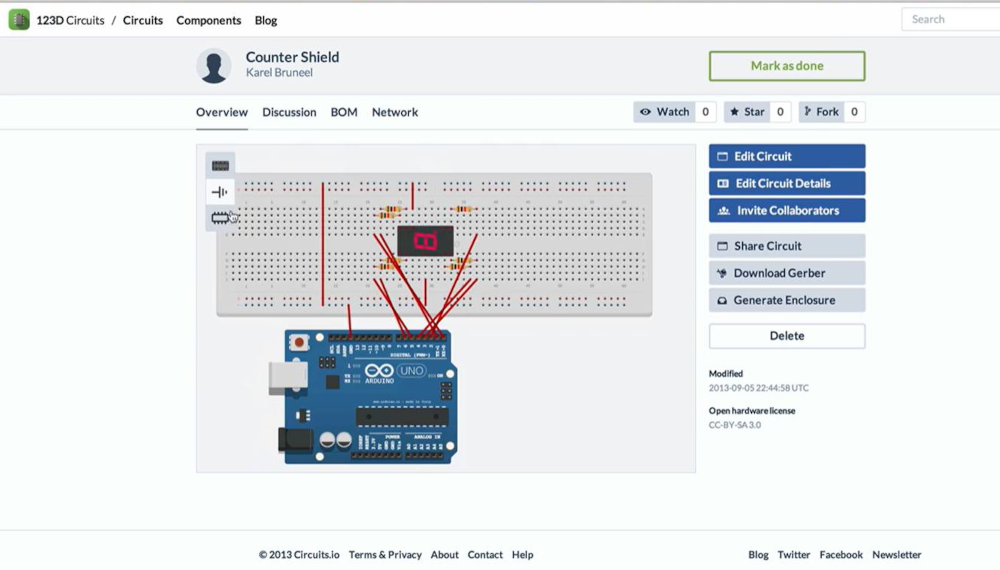 123D Circuits / Circuits Components Blog Search
Counter Shield
Karel Bruneel
Mark as done
Overview Discussion BOM Network
Watch 0 Star 0 Fork 0
Edit Circuit
Edit Circuit Details
Invite Collaborators
Share Circuit
Download Gerber
Generate Enclosure
Delete
Modified
2013-09-05 22:44:58 UTC
Open hardware license
CC-BY-SA 3.0
8
DIGITAL (PWM~)
UNO
ARDUINO
POWER ANALOG IN
© 2013 Circuits.io Terms & Privacy About Contact Help Blog Twitter Facebook Newsletter